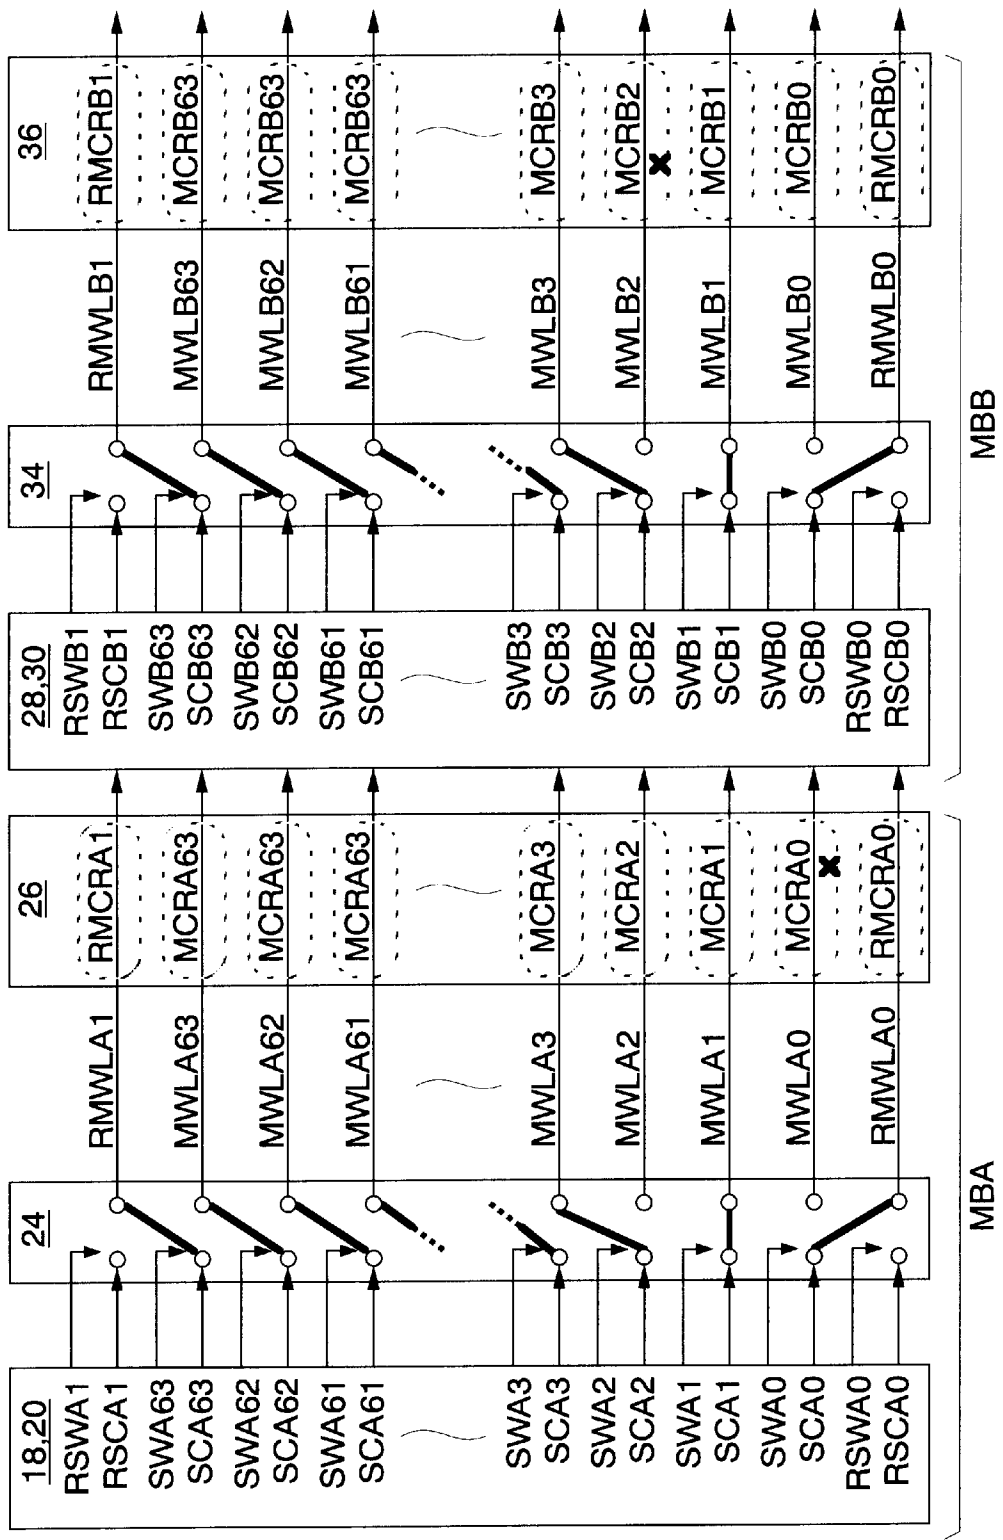 18,20
RSWA1
RSCA1
SWA63
SCA63
SWA62
SCA62
SWA61
SCA61
SWA3
SCA3
SWA2
SCA2
SWA1
SCA1
SWA0
SCA0
RSWA0
RSCA0
24
RMWLA1
MWLA63
MWLA62
MWLA61
MWLA3
MWLA2
MWLA1
MWLA0
RMWLA0
26
RMCRA1
MCRA63
MCRA63
MCRA63
MCRA3
MCRA2
MCRA1
MCRA0
RMCRA0
MBA
28,30
RSWB1
RSCB1
SWB63
SCB63
SWB62
SCB62
SWB61
SCB61
SWB3
SCB3
SWB2
SCB2
SWB1
SCB1
SWB0
SCB0
RSWB0
RSCB0
34
RMWLB1
MWLB63
MWLB62
MWLB61
MWLB3
MWLB2
MWLB1
MWLB0
RMWLB0
36
RMCRB1
MCRB63
MCRB63
MCRB63
MCRB3
MCRB2
MCRB1
MCRB0
RMCRB0
MBB